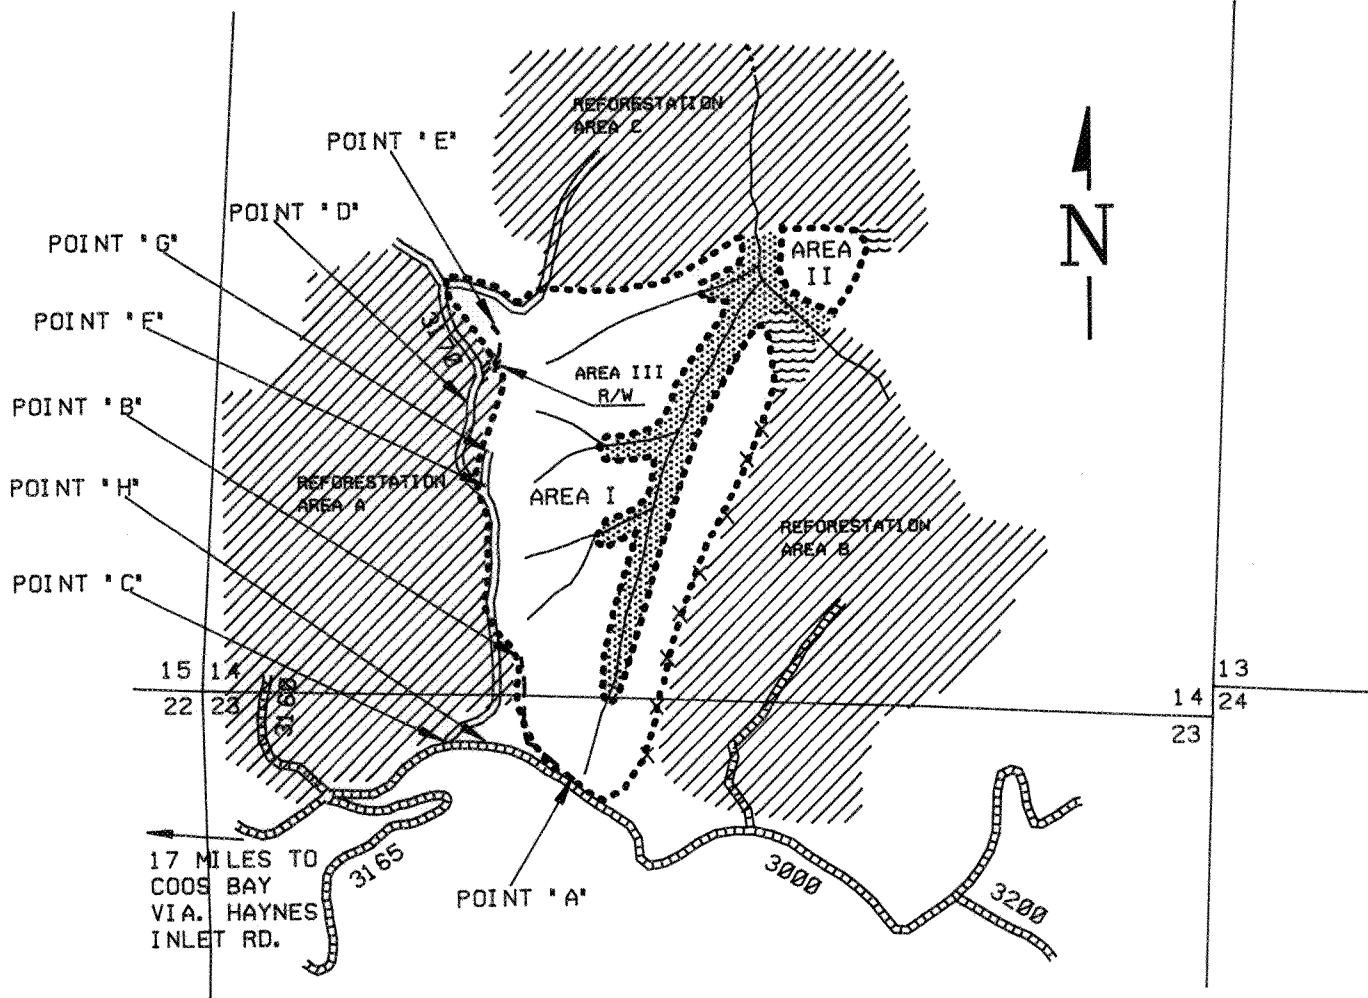 REFORESTATION
AREA C
POINT "E"
POINT "D"
POINT "G"
AREA
II
N
POINT "F"
3170
AREA III
R/W
POINT "B"
REFORESTATION
AREA A
AREA I
POINT "H"
REFORESTATION
AREA B
POINT "C"
15 14
22 23
3160
13
14 24
23
17 MILES TO
COOS BAY
VIA. HAYNES
INLET RD.
3165
POINT "A"
3000
3200